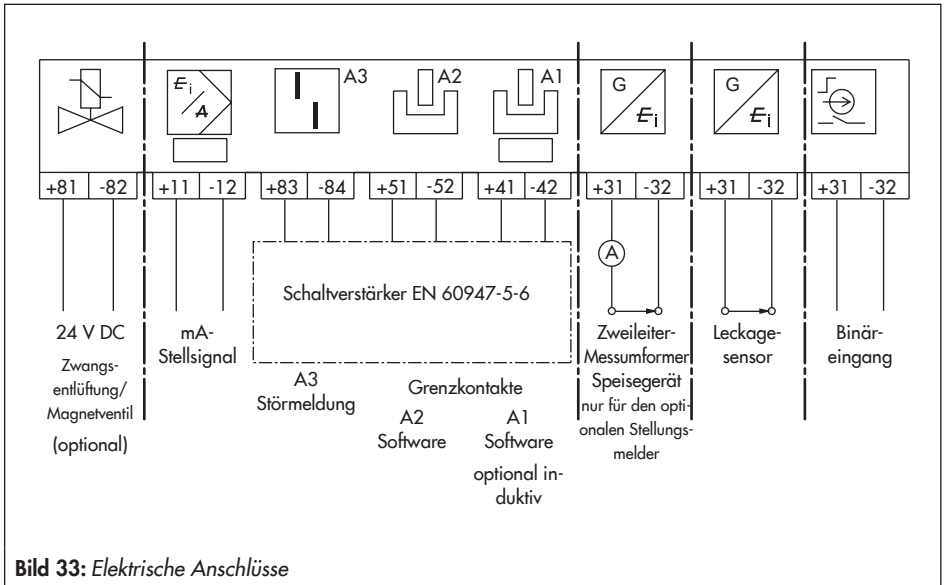 E i / A
A3
A2
A1
G / E i
G / E i
+81 -82 +11 -12 +83 -84 +51 -52 +41 -42 +31 -32 +31 -32 +31 -32
A
Schaltverstärker EN 60947-5-6
24 V DC
Zwangs-
entlüftung/
Magnetventil
(optional)
mA-
Stellsignal
A3
Störmeldung
Grenzkontakte
A2
Software
A1
Software
optional in-
duktiv
Zweileiter-
Messumformer
Speisegerät
nur für den opti-
onalen Stellungs-
melder
Leckage-
sensor
Binär-
eingang
Bild 33: Elektrische Anschlüsse